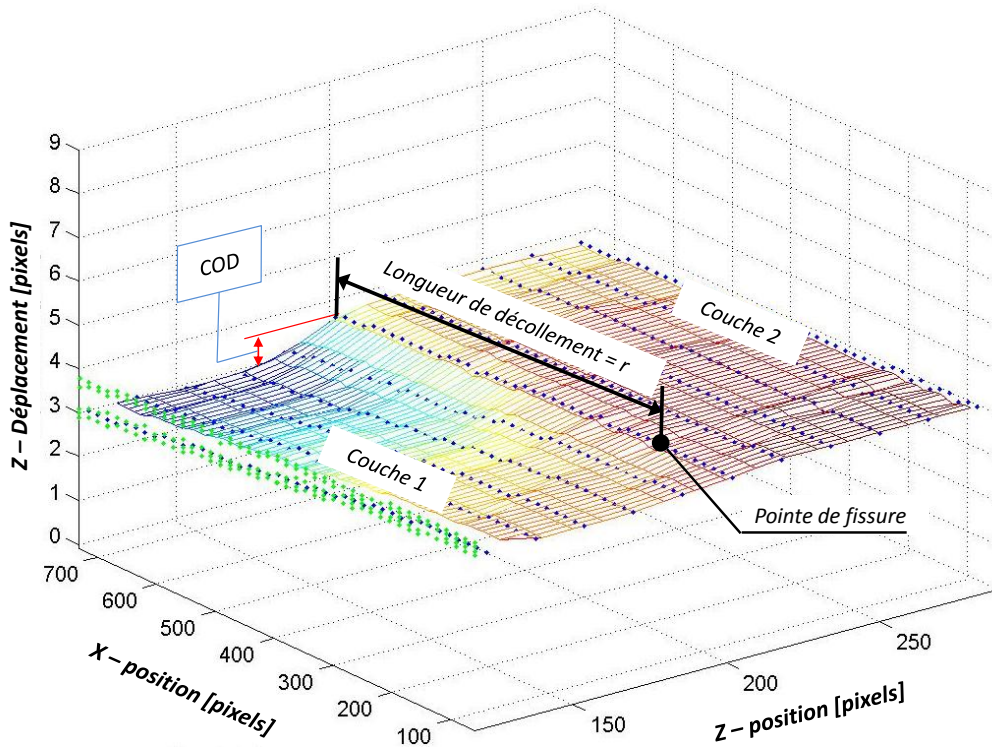 9
8
7
6
5
4
3
2
1
0
Z – Déplacement [pixels]
COD
Longueur de décollement = r
Couche 2
Couche 1
Pointe de fissure
700
600
500
400
300
200
100
X – position [pixels]
150
200
250
Z – position [pixels]